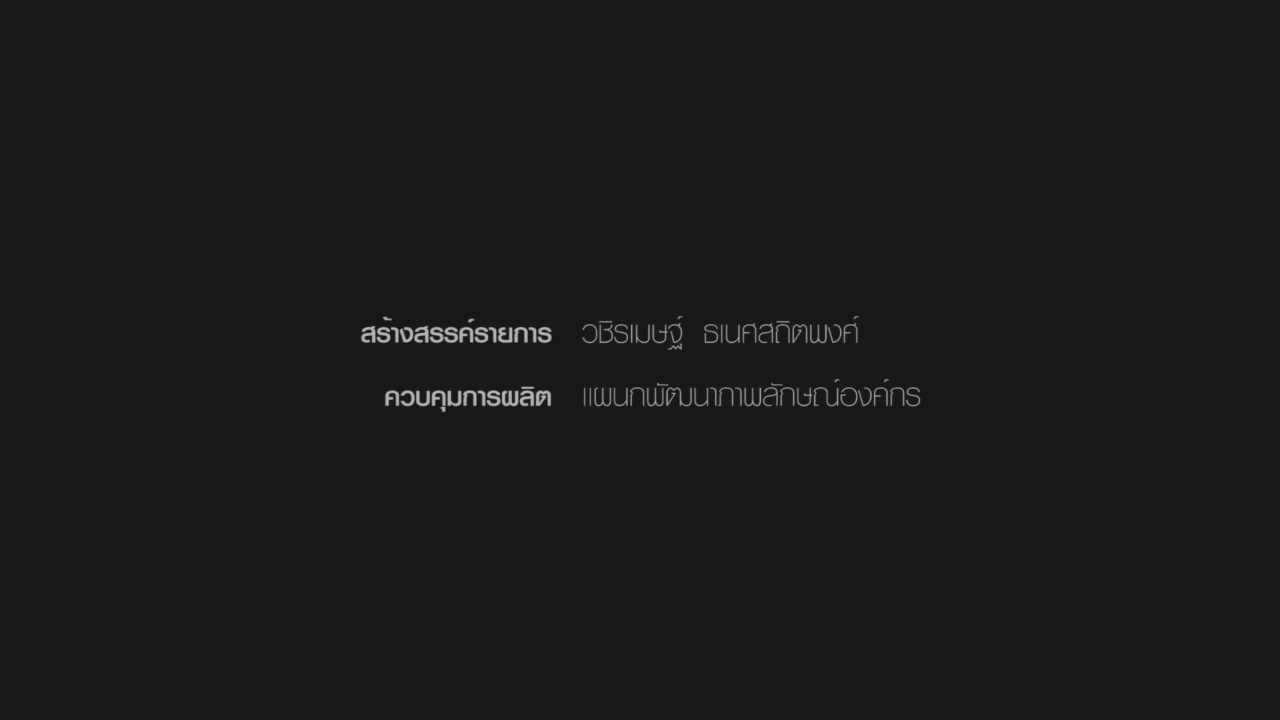 สร้างสรรค์รายการ วชิรเมษฐ์ ธเนศสถิตพงศ์
ควบคุมการผลิต แผนกพัฒนาภาพลักษณ์องค์กร